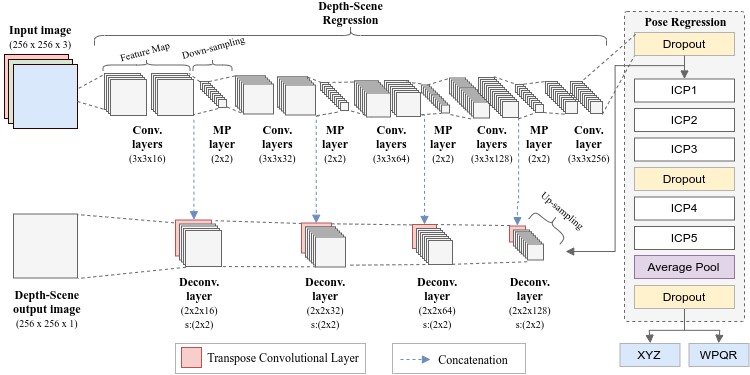 Depth-Scene
Regression
Input image
(256 x 256 x 3)
Feature Map
Down-sampling
Conv.
layers
(3x3x16)
MP
layer
(2x2)
Conv.
layers
(3x3x32)
MP
layer
(2x2)
Conv.
layers
(3x3x64)
MP
layer
(2x2)
Conv.
layers
(3x3x128)
MP
layer
(2x2)
Conv.
layer
(3x3x256)
Up-sampling
Depth-Scene
output image
(256 x 256 x 1)
Deconv.
layer
(2x2x16)
s:(2x2)
Deconv.
layer
(2x2x32)
s:(2x2)
Deconv.
layer
(2x2x64)
s:(2x2)
Deconv.
layer
(2x2x128)
s:(2x2)
Transpose Convolutional Layer
Concatenation
Pose Regression
Dropout
ICP1
ICP2
ICP3
Dropout
ICP4
ICP5
Average Pool
Dropout
XYZ
WPQR